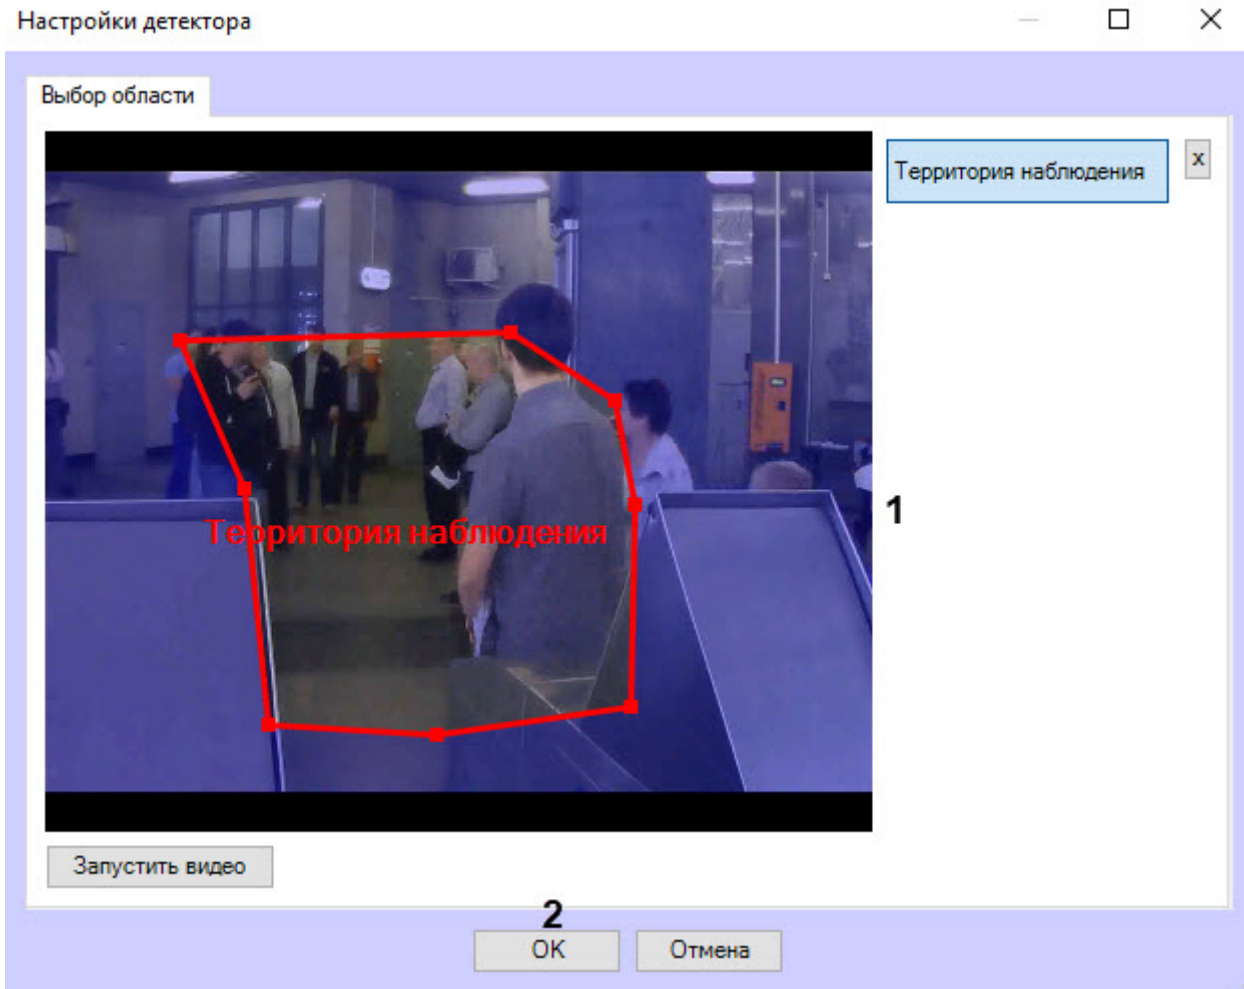 Настройки детектора
Выбор области
Территория наблюдения
x
Территория наблюдения
1
Запустить видео
2
OK
Отмена